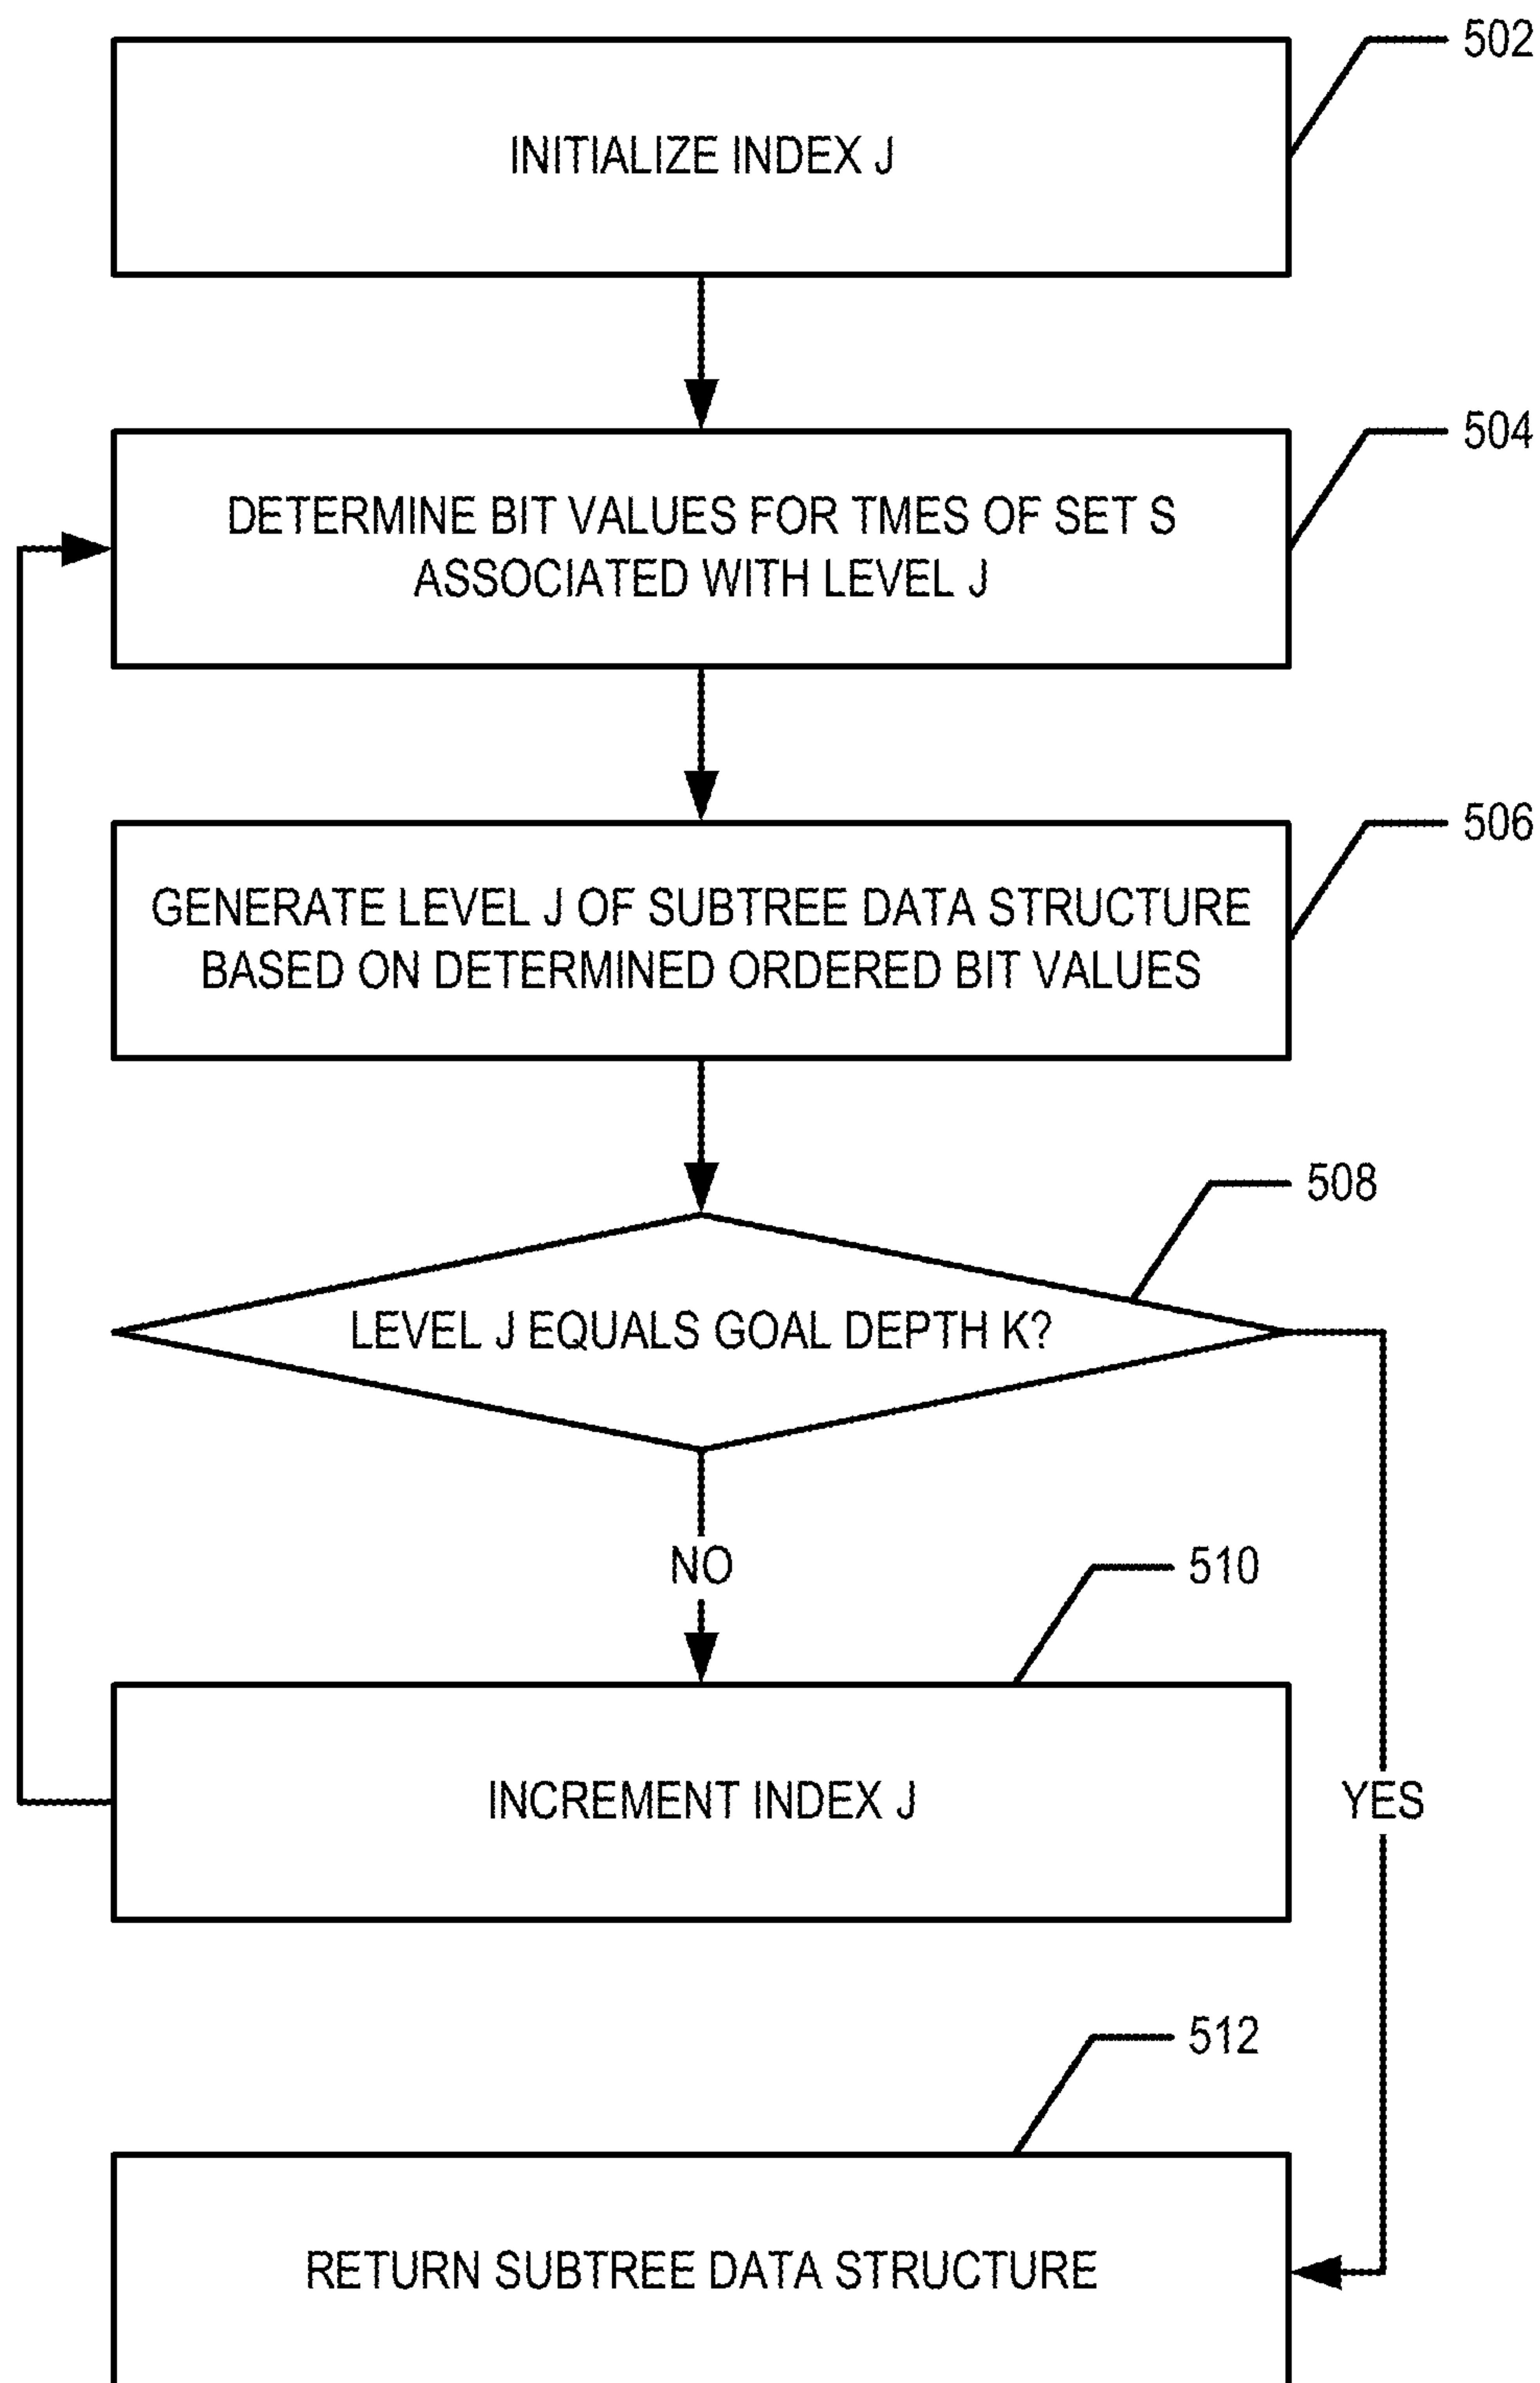 502
INITIALIZE INDEX J
504
DETERMINE BIT VALUES FOR TMES OF SET S
ASSOCIATED WITH LEVEL J
506
GENERATE LEVEL J OF SUBTREE DATA STRUCTURE
BASED ON DETERMINED ORDERED BIT VALUES
508
LEVEL J EQUALS GOAL DEPTH K?
NO
510
INCREMENT INDEX J
YES
512
RETURN SUBTREE DATA STRUCTURE